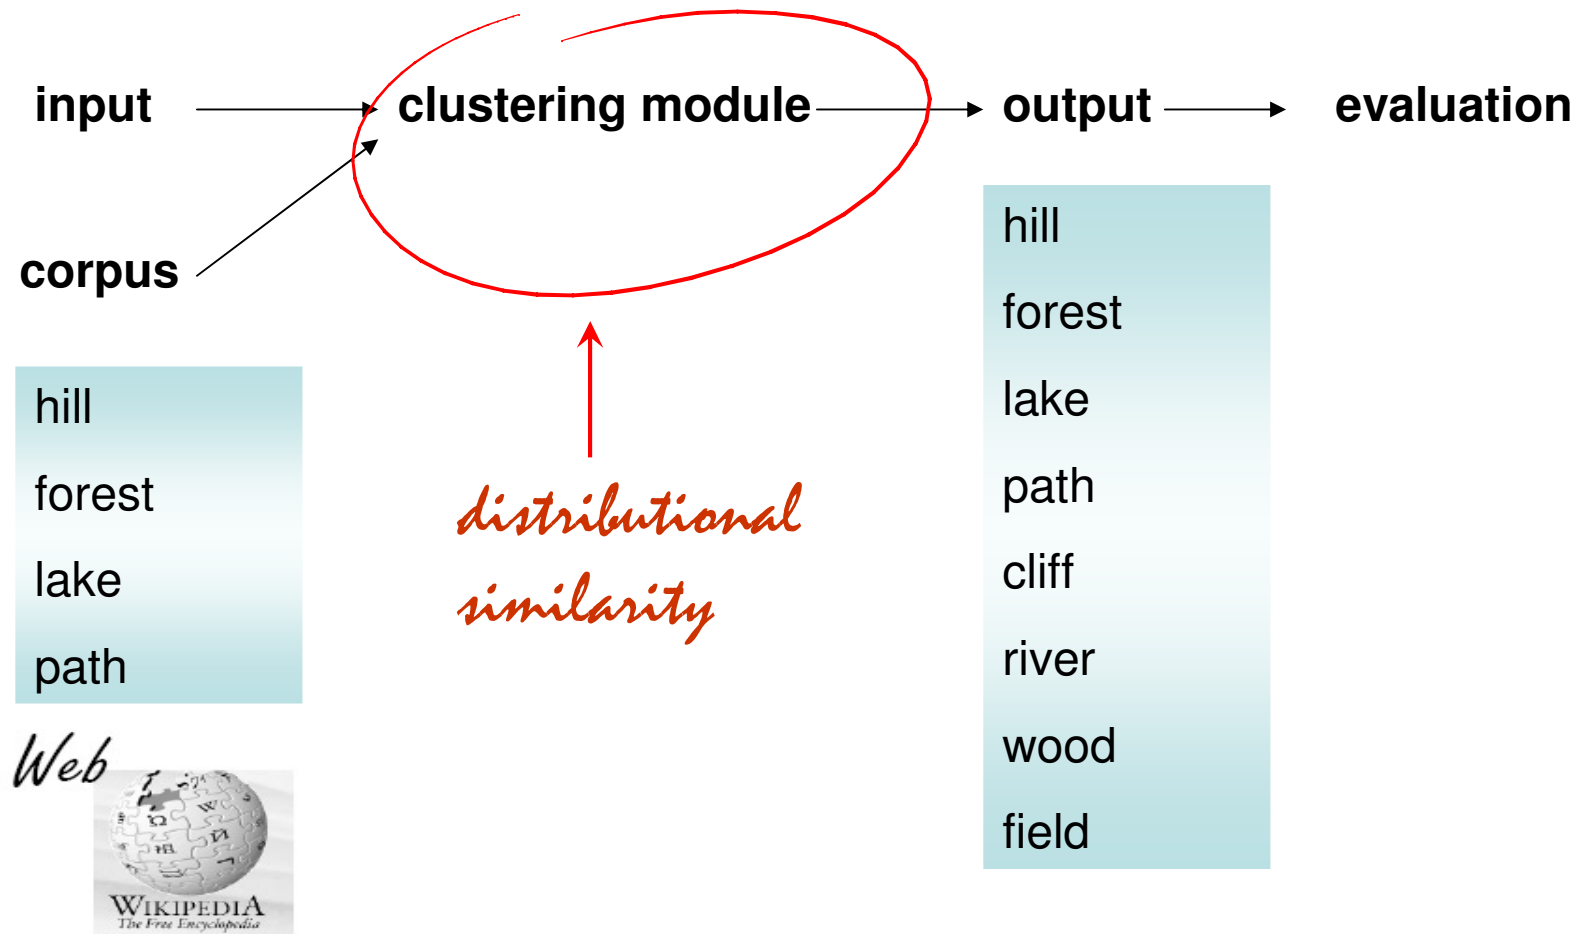 input
clustering module
output
evaluation
corpus
hill
forest
lake
path
Web
WIKIPEDIA
The Free Encyclopedia
distributional
similarity
hill
forest
lake
path
cliff
river
wood
field